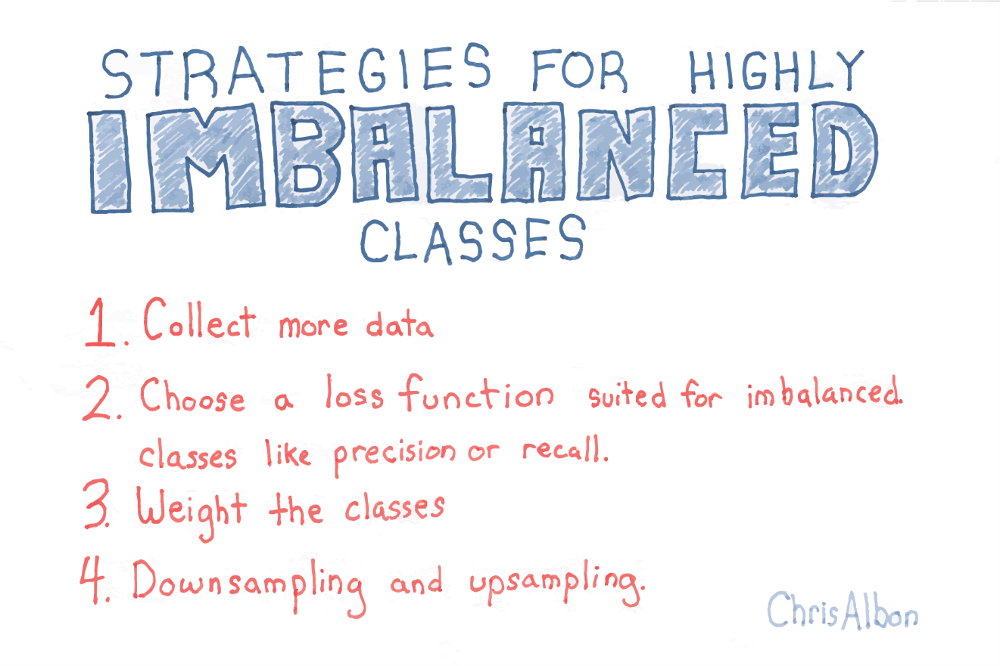 STRATEGIES FOR HIGHLY
IMBALANCED
CLASSES
1. Collect more data
2. Choose a loss function suited for imbalanced.
classes like precision or recall.
3. Weight the classes
4. Downsampling and upsampling.
ChrisAlbon